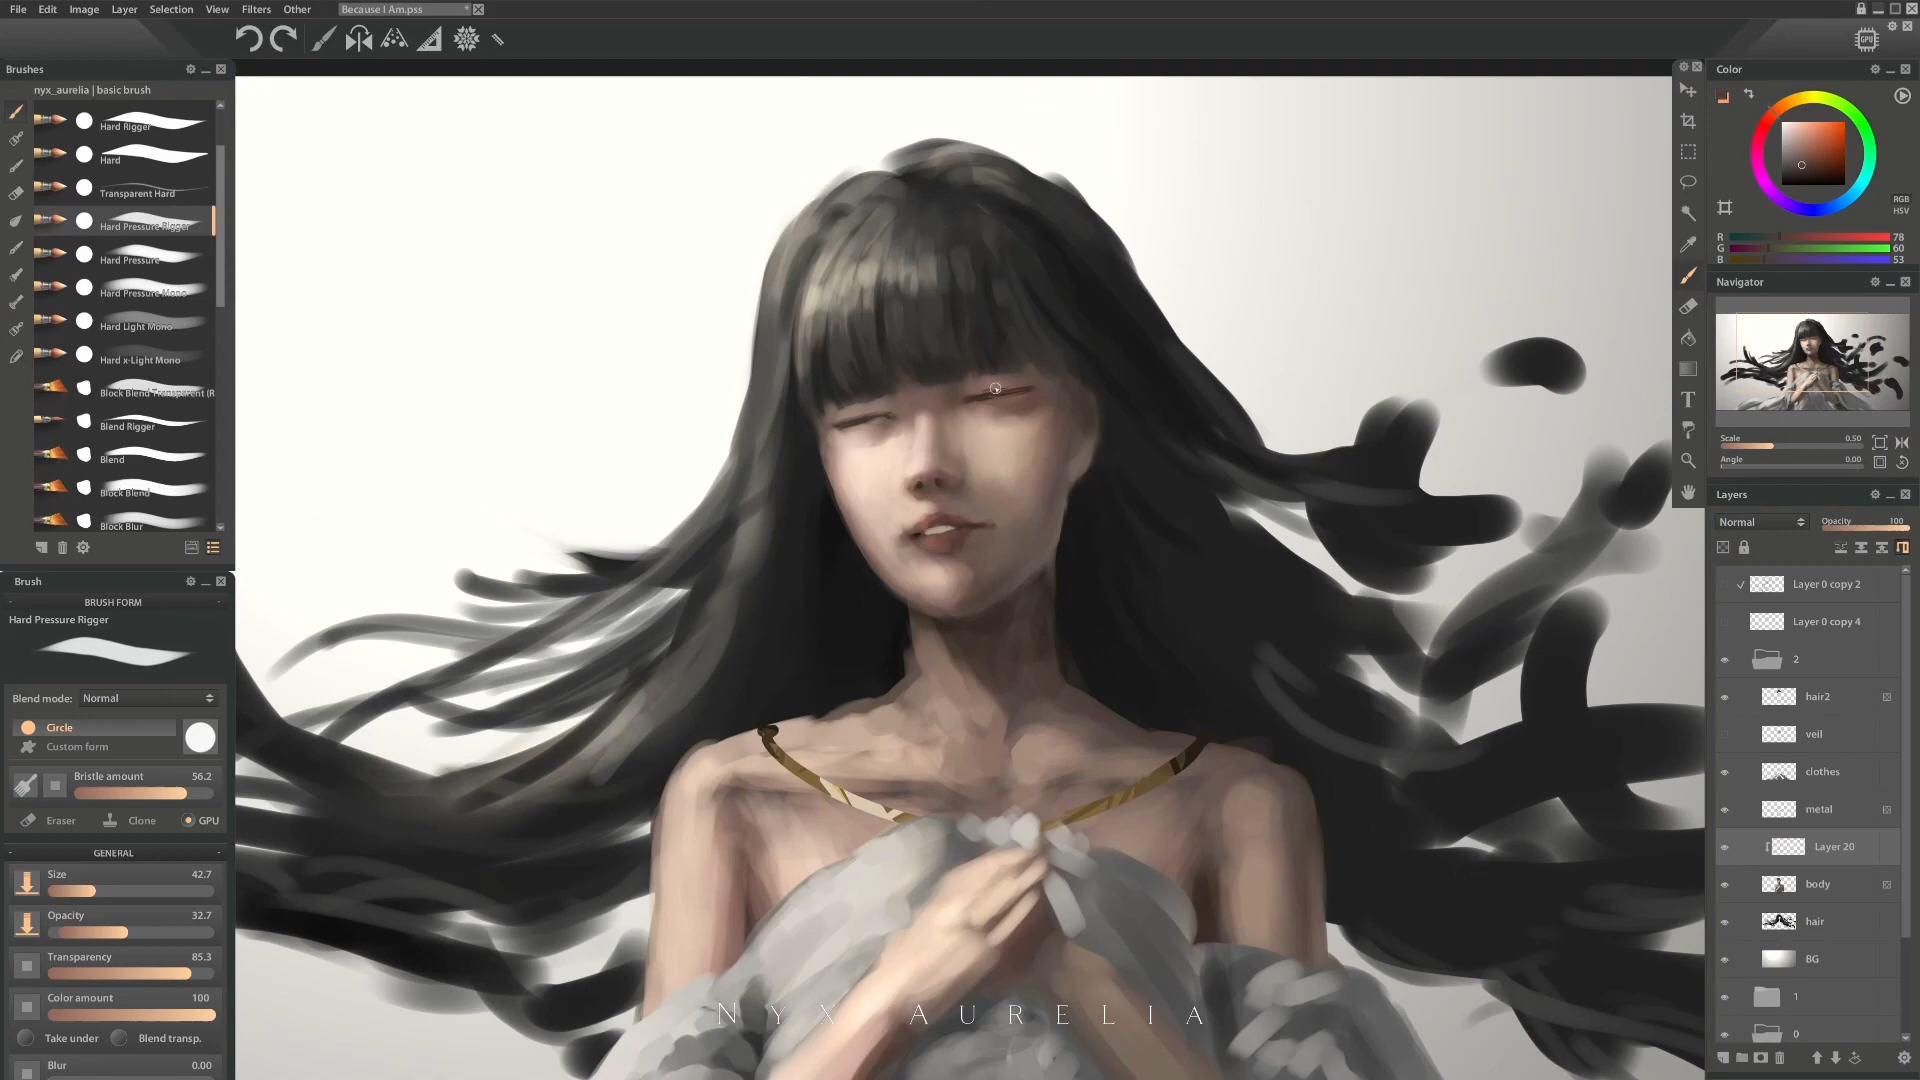 File Edit Image Layer Selection View Filters Other Because I Am.pss *
GPU
Brushes
nyx_aurelia | basic brush
Hard Rigger
Hard
Transparent Hard
Hard Pressure Rigger
Hard Pressure
Hard Pressure Mono
Hard Light Mono
Hard x-Light Mono
Block Blend Transparent (R
Blend Rigger
Blend
Block Blend
Block Blur
Brush
BRUSH FORM
Hard Pressure Rigger
Blend mode: Normal
Circle
Custom form
Bristle amount 56.2
Eraser Clone GPU
GENERAL
Size 42.7
Opacity 32.7
Transparency 85.3
Color amount 100
Take under Blend transp.
Blur 0.00
NYX AURELIA
Color
RGB
HSV
R 78
G 60
B 53
Navigator
Scale 0.50
Angle 0.00
Layers
Normal Opacity 100
Layer 0 copy 2
Layer 0 copy 4
2
hair2
veil
clothes
metal
Layer 20
body
hair
BG
1
0